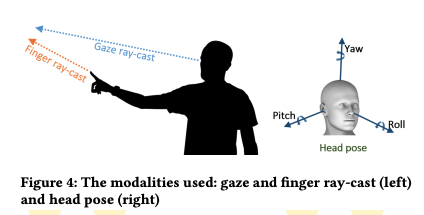 Gaze ray-cast
Finger ray-cast
Yaw
Pitch
Roll
Head pose
Figure 4: The modalities used: gaze and finger ray-cast (left)
and head pose (right)